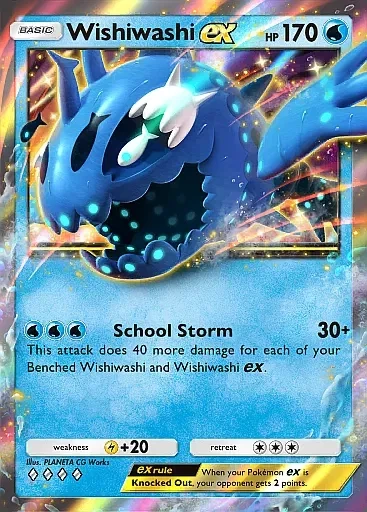 BASIC Wishiwashi ex HP 170
School Storm 30+
This attack does 40 more damage for each of your
Benched Wishiwashi and Wishiwashi ex.
weakness +20 retreat
Illus. PLANETA CG Works
ex rule When your Pokémon ex is
Knocked Out, your opponent gets 2 points.